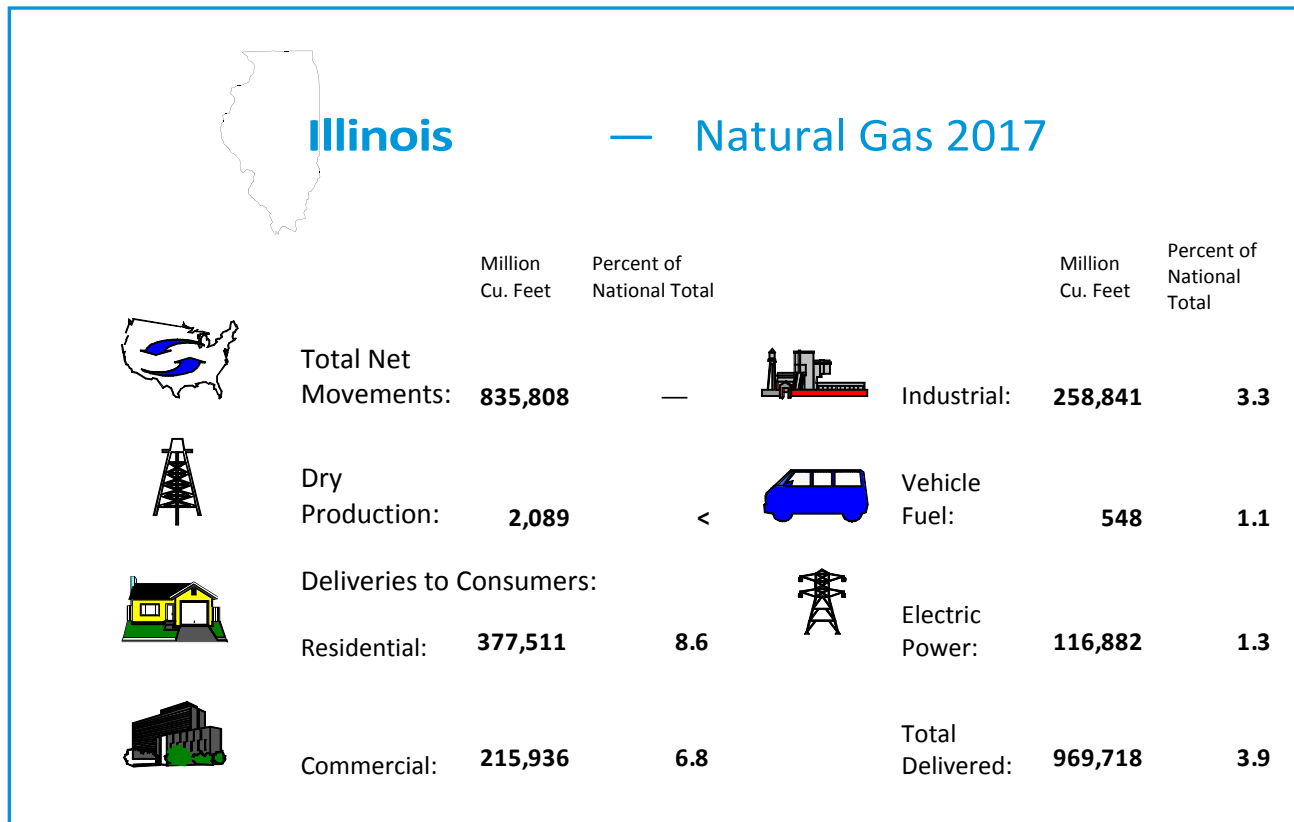 Illinois — Natural Gas 2017
Million Cu. Feet
Percent of National Total
Total Net Movements: 835,808 —
Dry Production: 2,089 <
Deliveries to Consumers:
Residential: 377,511 8.6
Commercial: 215,936 6.8
Million Cu. Feet
Percent of National Total
Industrial: 258,841 3.3
Vehicle Fuel: 548 1.1
Electric Power: 116,882 1.3
Total Delivered: 969,718 3.9